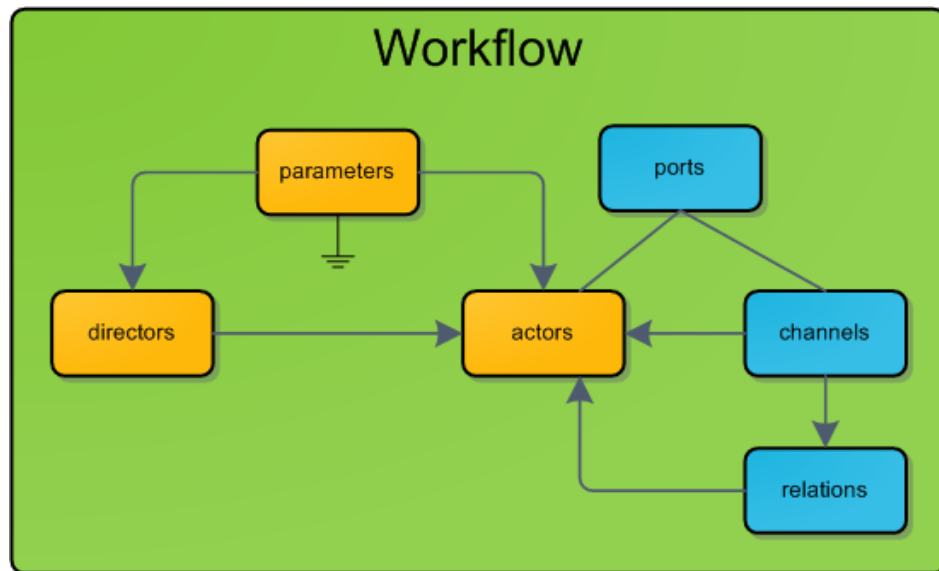 Workflow
parameters
ports
directors
actors
channels
relations